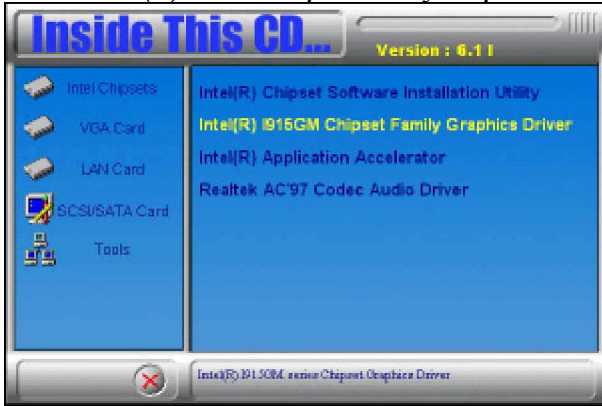 Inside This CD...
Version : 6.1 I
Intel Chipsets
VGA Card
LAN Card
SCSI/SATA Card
Tools
Intel(R) Chipset Software Installation Utility
Intel(R) I915GM Chipset Family Graphics Driver
Intel(R) Application Accelerator
Realtek AC'97 Codec Audio Driver
Intel(R) I915GM series Chipset Graphics Driver